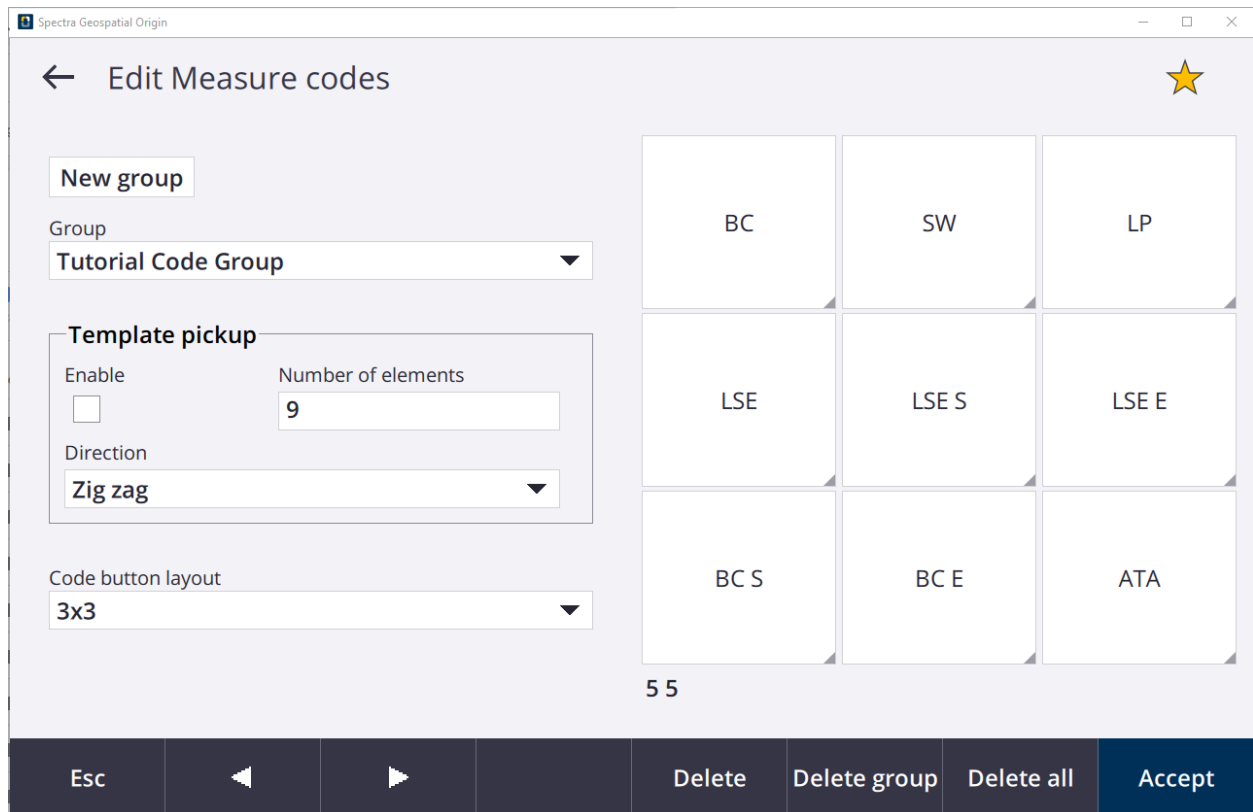 Spectra Geospatial Origin
Edit Measure codes
New group
Group
Tutorial Code Group
Template pickup
Enable
Number of elements
9
Direction
Zig zag
Code button layout
3x3
BC SW LP
LSE LSE S LSE E
BC S BC E ATA
5 5
Esc Delete Delete group Delete all Accept